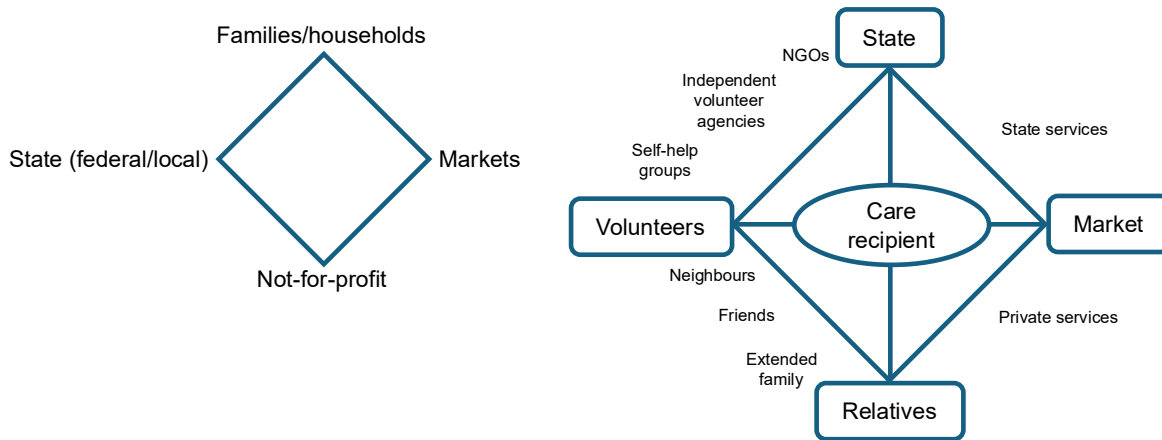 Families/households
State (federal/local)
Markets
Not-for-profit
State
NGOs
Independent
volunteer
agencies
State services
Self-help
groups
Volunteers
Care
recipient
Market
Neighbours
Friends
Private services
Extended
family
Relatives